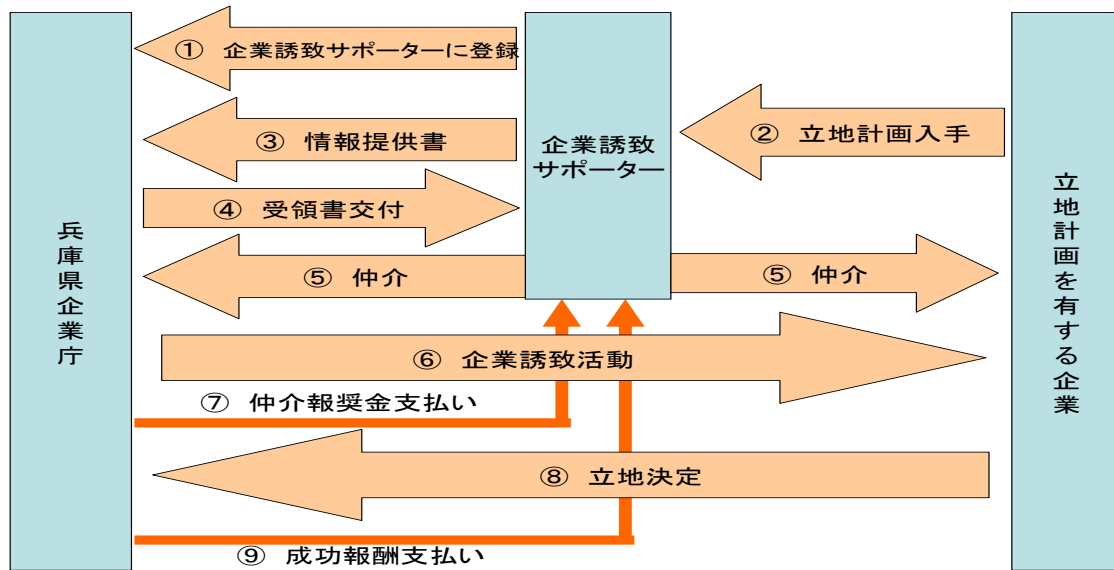 ① 企業誘致サポーターに登録
② 立地計画入手
③ 情報提供書
企業誘致
サポーター
④ 受領書交付
兵庫県企業庁
立地計画を有する企業
⑤ 仲介
⑤ 仲介
⑥ 企業誘致活動
⑦ 仲介報奨金支払い
⑧ 立地決定
⑨ 成功報酬支払い